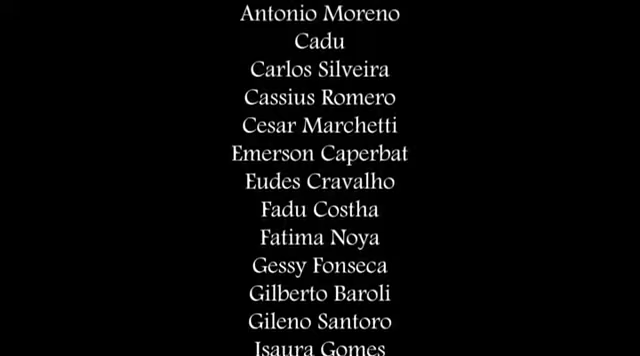 Antonio Moreno
Cadu
Carlos Silveira
Cassius Romero
Cesar Marchetti
Emerson Caperbat
Eudes Cravalho
Fadu Costha
Fatima Noya
Gessy Fonseca
Gilberto Baroli
Gileno Santoro
Isaura Gomes